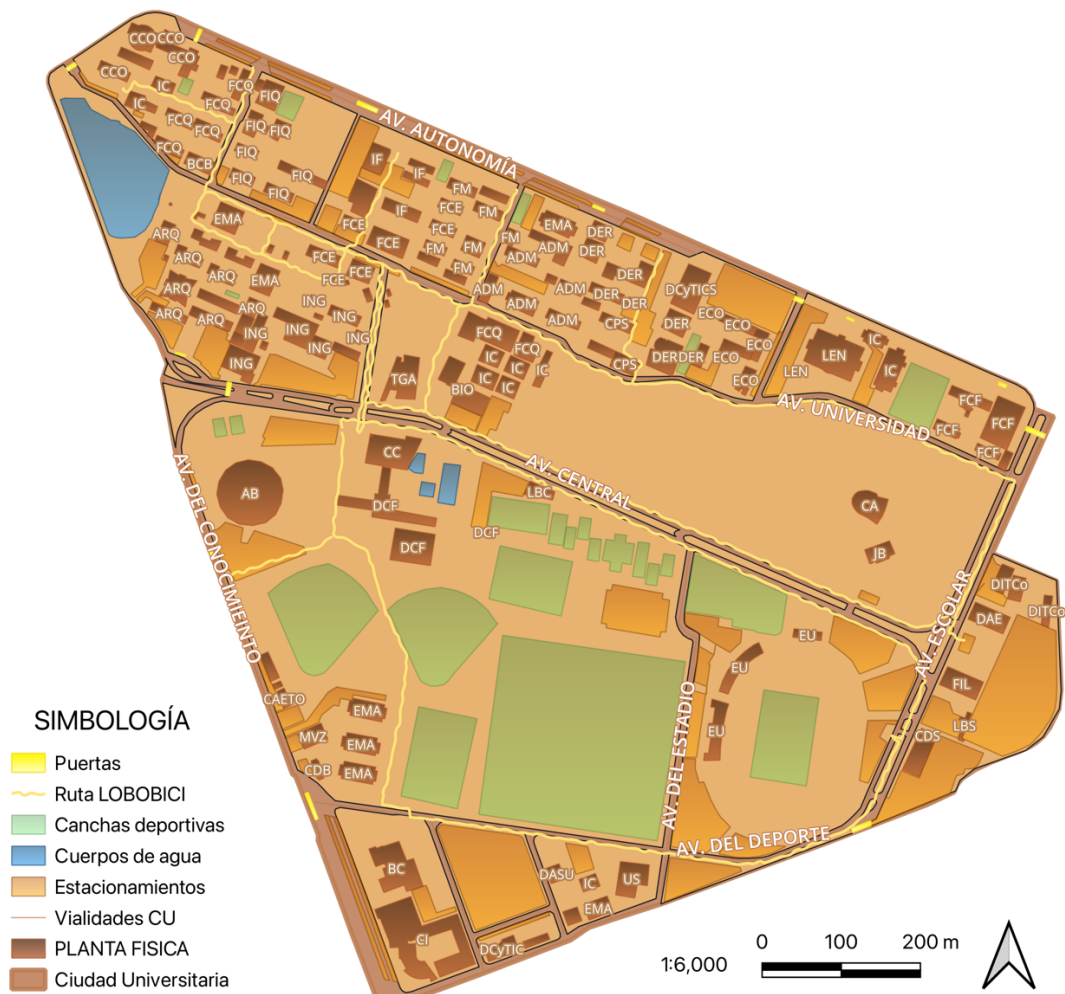 CCO
CCO
CCO
CCO
IC
IC
FCQ
FIQ
FCQ
FCQ
FCQ
FIQ
FIQ
FCQ
BCB
FIQ
FIQ
FIQ
FIQ
AV. AUTONOMÍA
IF
IF
FM
IF
FCE
FM
FCE
FCE
FM
FCE
FM
FM
FM
EMA
ADM
DER
DER
ADM
ADM
DER
ADM
ADM
DER
DER
ADM
CPS
CPS
DCyTICS
ECO
DER
ECO
ECO
DER
DER
ECO
ECO
EMA
ARQ
ARQ
FCE
FCE
FCE
ARQ
EMA
ARQ
ING
ARQ
ARQ
ARQ
ING
ING
ING
ING
ING
ING
TGA
BIO
FCQ
FCQ
IC
IC
IC
IC
IC
LEN
LEN
IC
IC
FCF
FCF
FCF
FCF
AV. UNIVERSIDAD
AV. CENTRAL
CC
AB
DCF
DCF
DCF
LBC
CA
JB
AV. DEL CONOCIMIEINTO
AV. ESCOLAR
DITCo
DITCo
DAE
FIL
LBS
CDS
EU
EU
EU
AV. DEL ESTADIO
CAETO
EMA
MVZ
EMA
CDB
EMA
AV. DEL DEPORTE
BC
CI
DCyTIC
DASU
IC
US
EMA
SIMBOLOGÍA
Puertas
Ruta LOBOBICI
Canchas deportivas
Cuerpos de agua
Estacionamientos
Vialidades CU
PLANTA FISICA
Ciudad Universitaria
1:6,000
0 100 200 m